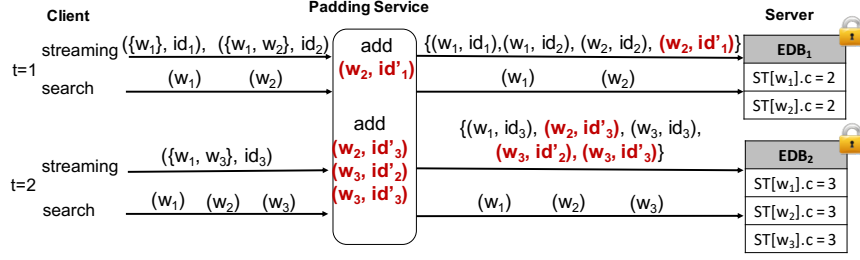 Client
Padding Service
Server
t=1
streaming
({w₁}, id₁), ({w₁, w₂}, id₂)
add
(w₂, id'₁)
{(w₁, id₁),(w₁, id₂), (w₂, id₂), (w₂, id'₁)}
EDB₁
search
(w₁) (w₂)
(w₁) (w₂)
ST[w₁].c = 2
ST[w₂].c = 2
t=2
streaming
({w₁, w₃}, id₃)
add
(w₂, id'₃)
(w₃, id'₂)
(w₃, id'₃)
{(w₁, id₃), (w₂, id'₃), (w₃, id₃),
(w₃, id'₂), (w₃, id'₃)}
EDB₂
search
(w₁) (w₂) (w₃)
(w₁) (w₂) (w₃)
ST[w₁].c = 3
ST[w₂].c = 3
ST[w₃].c = 3